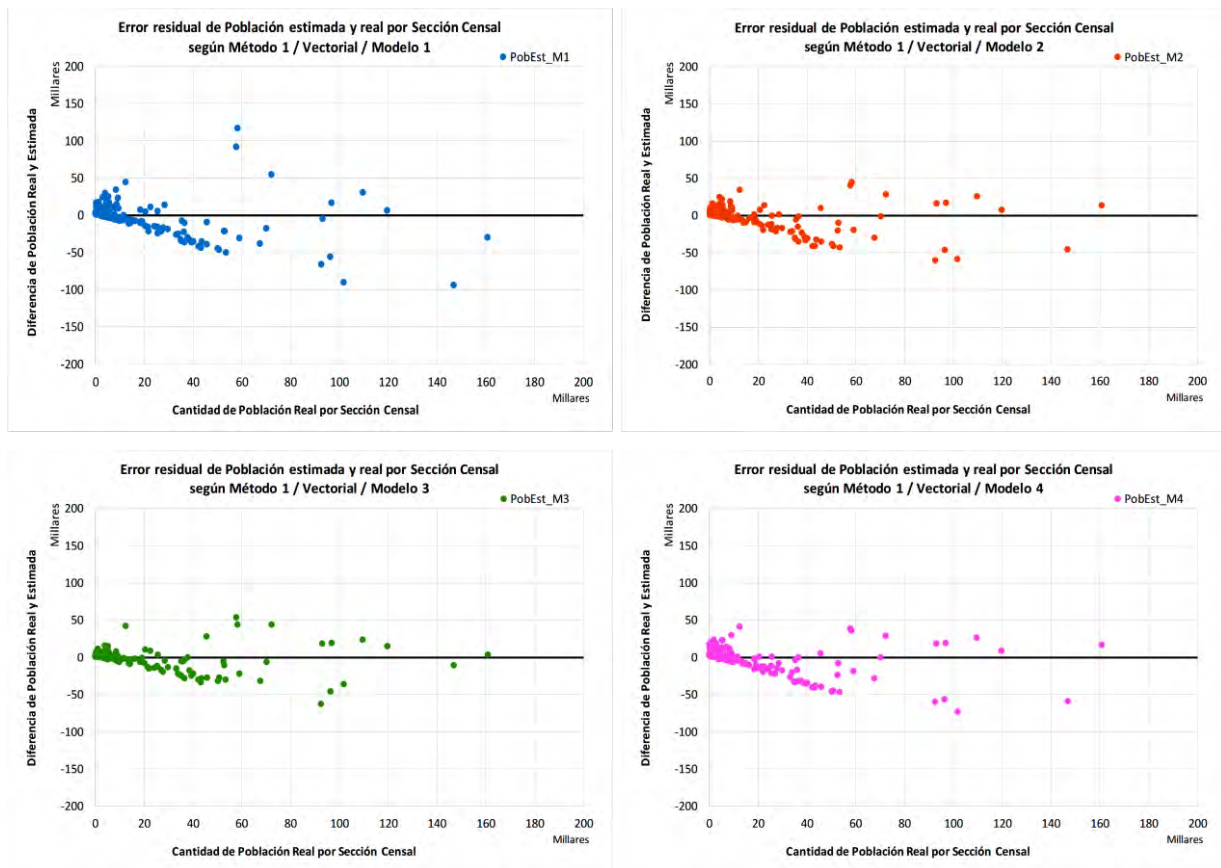 Error residual de Población estimada y real por Sección Censal
según Método 1 / Vectorial / Modelo 1
PobEst_M1
Millares
Diferencia de Población Real y Estimada
200
150
100
50
0
-50
-100
-150
-200
0 20 40 60 80 100 120 140 160 180 200
Millares
Cantidad de Población Real por Sección Censal
Error residual de Población estimada y real por Sección Censal
según Método 1 / Vectorial / Modelo 2
PobEst_M2
Millares
Diferencia de Población Real y Estimada
200
150
100
50
0
-50
-100
-150
-200
0 20 40 60 80 100 120 140 160 180 200
Millares
Cantidad de Población Real por Sección Censal
Error residual de Población estimada y real por Sección Censal
según Método 1 / Vectorial / Modelo 3
PobEst_M3
Millares
Diferencia de Población Real y Estimada
200
150
100
50
0
-50
-100
-150
-200
0 20 40 60 80 100 120 140 160 180 200
Millares
Cantidad de Población Real por Sección Censal
Error residual de Población estimada y real por Sección Censal
según Método 1 / Vectorial / Modelo 4
PobEst_M4
Millares
Diferencia de Población Real y Estimada
200
150
100
50
0
-50
-100
-150
-200
0 20 40 60 80 100 120 140 160 180 200
Millares
Cantidad de Población Real por Sección Censal